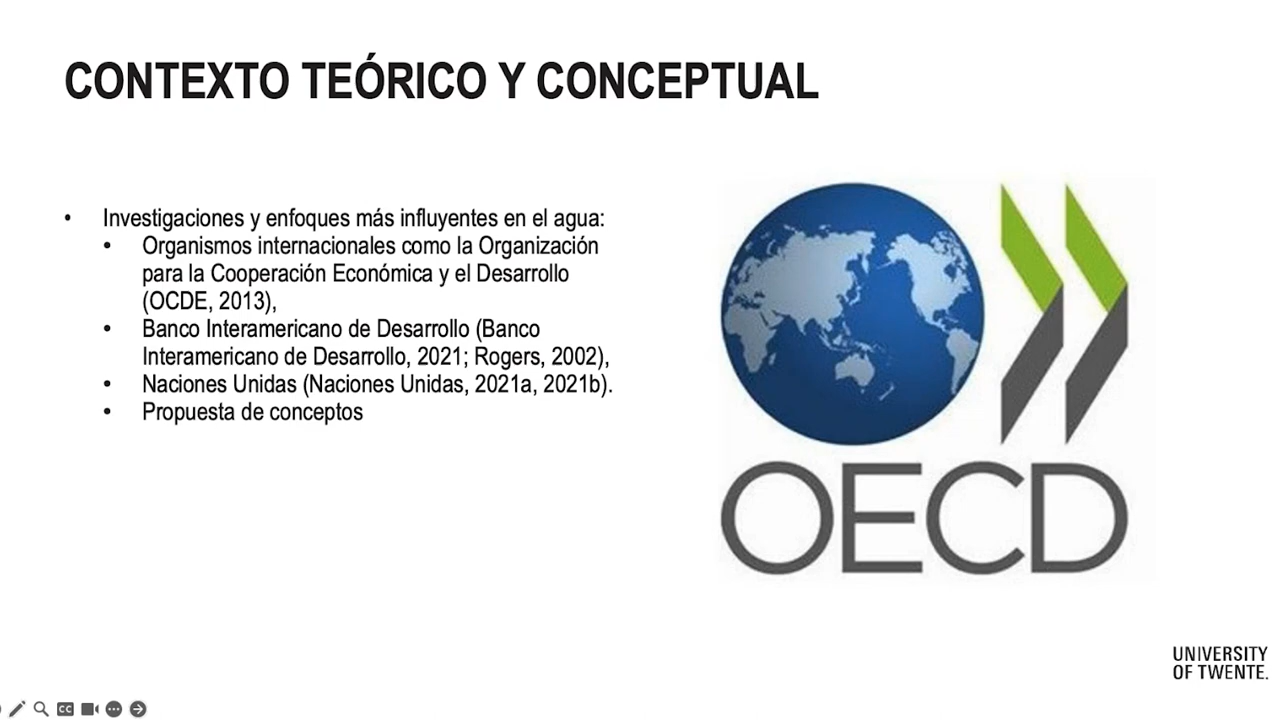 CONTEXTO TEÓRICO Y CONCEPTUAL
• Investigaciones y enfoques más influyentes en el agua:
• Organismos internacionales como la Organización
para la Cooperación Económica y el Desarrollo
(OCDE, 2013),
• Banco Interamericano de Desarrollo (Banco
Interamericano de Desarrollo, 2021; Rogers, 2002),
• Naciones Unidas (Naciones Unidas, 2021a, 2021b).
• Propuesta de conceptos
OECD
UNIVERSITY
OF TWENTE.
CC